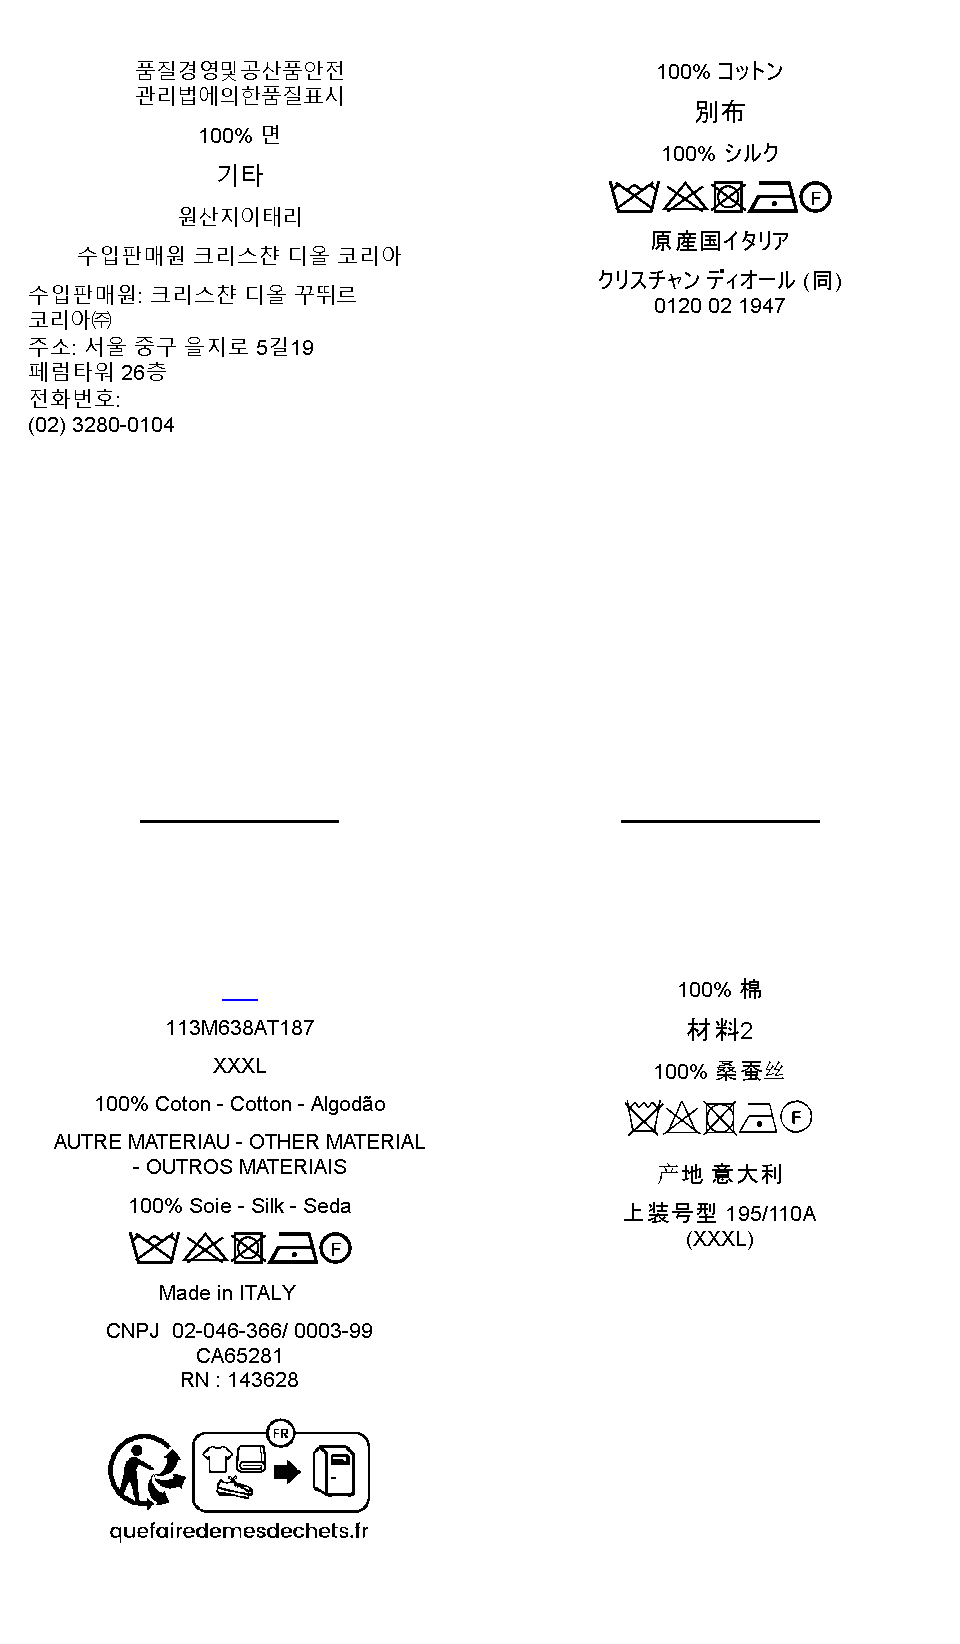 품질경영및공산품안전
관리법에의한품질표시
100% 면
기타
원산지이태리
수입판매원 크리스챤 디올 코리아
수입판매원: 크리스챤 디올 꾸뛰르
코리아㈜
주소: 서울 중구 을지로 5길19
페럼타워 26층
전화번호:
(02) 3280-0104
100% コットン
別布
100% シルク
F
原産国イタリア
クリスチャン ディオール (同)
0120 02 1947
113M638AT187
XXXL
100% Coton - Cotton - Algodão
AUTRE MATERIAU - OTHER MATERIAL
- OUTROS MATERIAIS
100% Soie - Silk - Seda
F
Made in ITALY
CNPJ 02-046-366/ 0003-99
CA65281
RN : 143628
FR
quefairedemesdechets.fr
100% 棉
材料2
100% 桑蚕丝
F
产地 意大利
上装号型 195/110A
(XXXL)